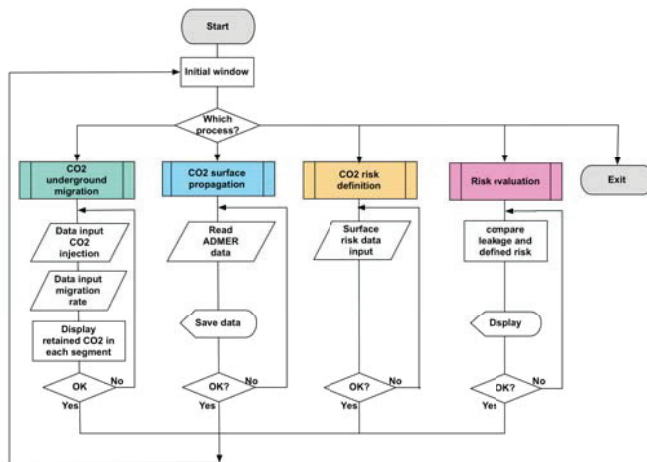 Start
Initial window
Which
process?
CO2
underground
migration
CO2 surface
propagation
CO2 risk
definition
Risk rvaluation
Exit
Data input
CO2
injection
Read
ADMER
data
Surface
risk data
input
compare
leakage and
defined risk
Data input
migration
rate
Display
retained CO2 in
each segment
Save data
Dsplay
OK
No
Yes
OK?
No
Yes
OK?
No
Yes
OK?
No
Yes